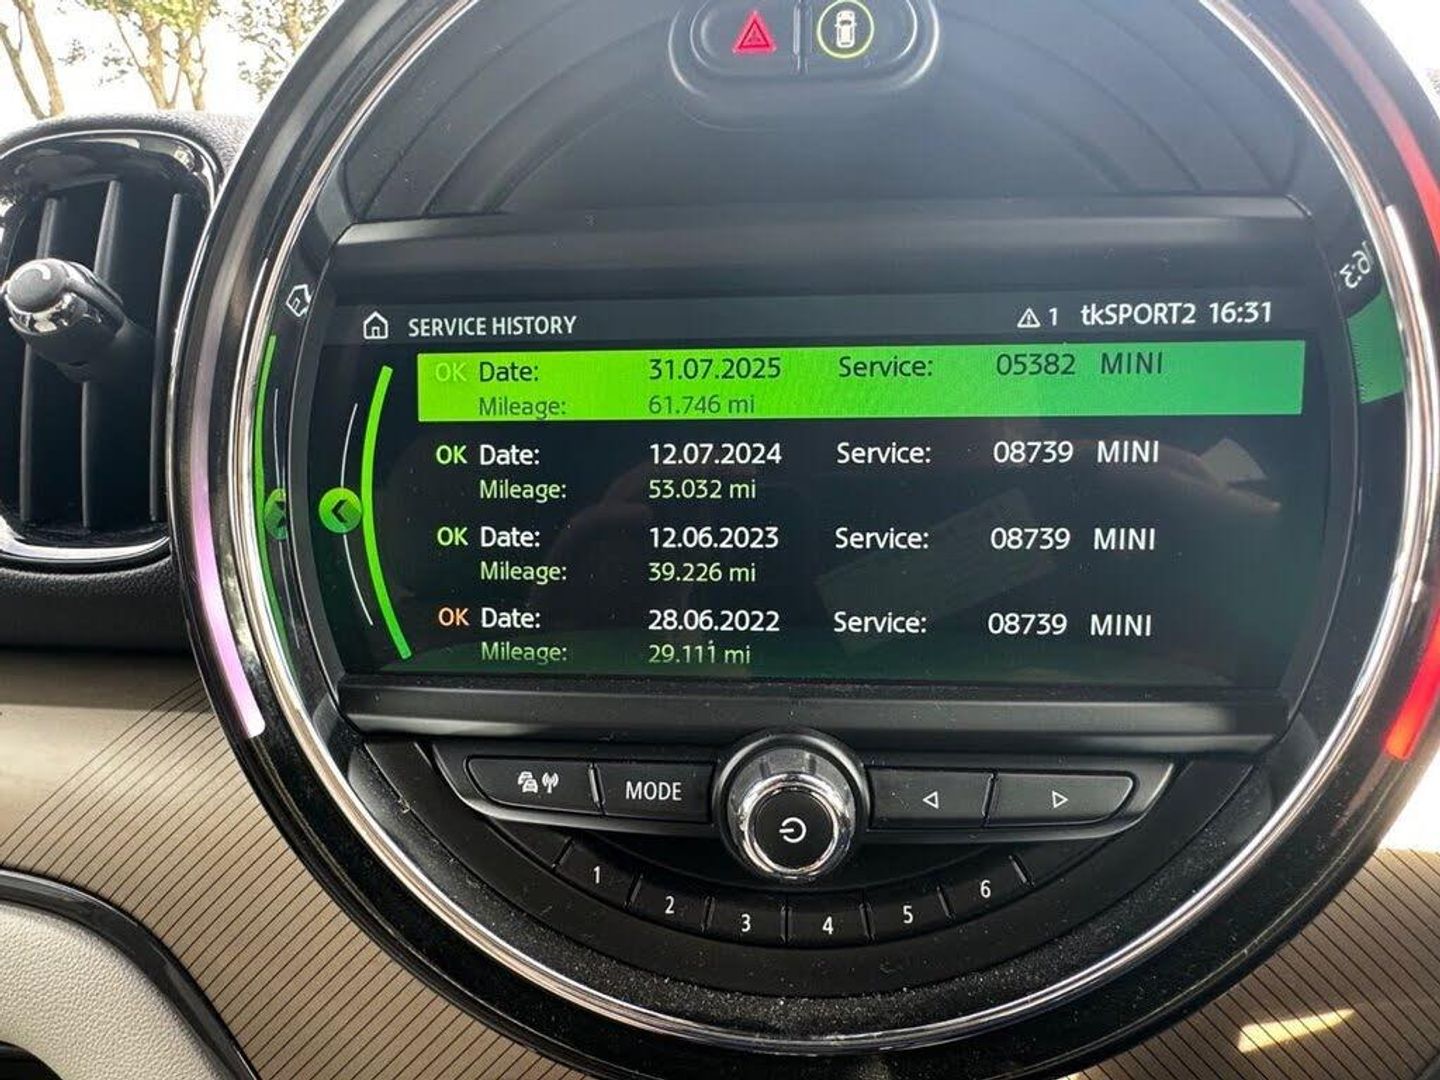 SERVICE HISTORY 1 tkSPORT2 16:31
OK Date: 31.07.2025 Service: 05382 MINI
Mileage: 61.746 mi
OK Date: 12.07.2024 Service: 08739 MINI
Mileage: 53.032 mi
OK Date: 12.06.2023 Service: 08739 MINI
Mileage: 39.226 mi
OK Date: 28.06.2022 Service: 08739 MINI
Mileage: 29.111 mi
MODE
1 2 3 4 5 6